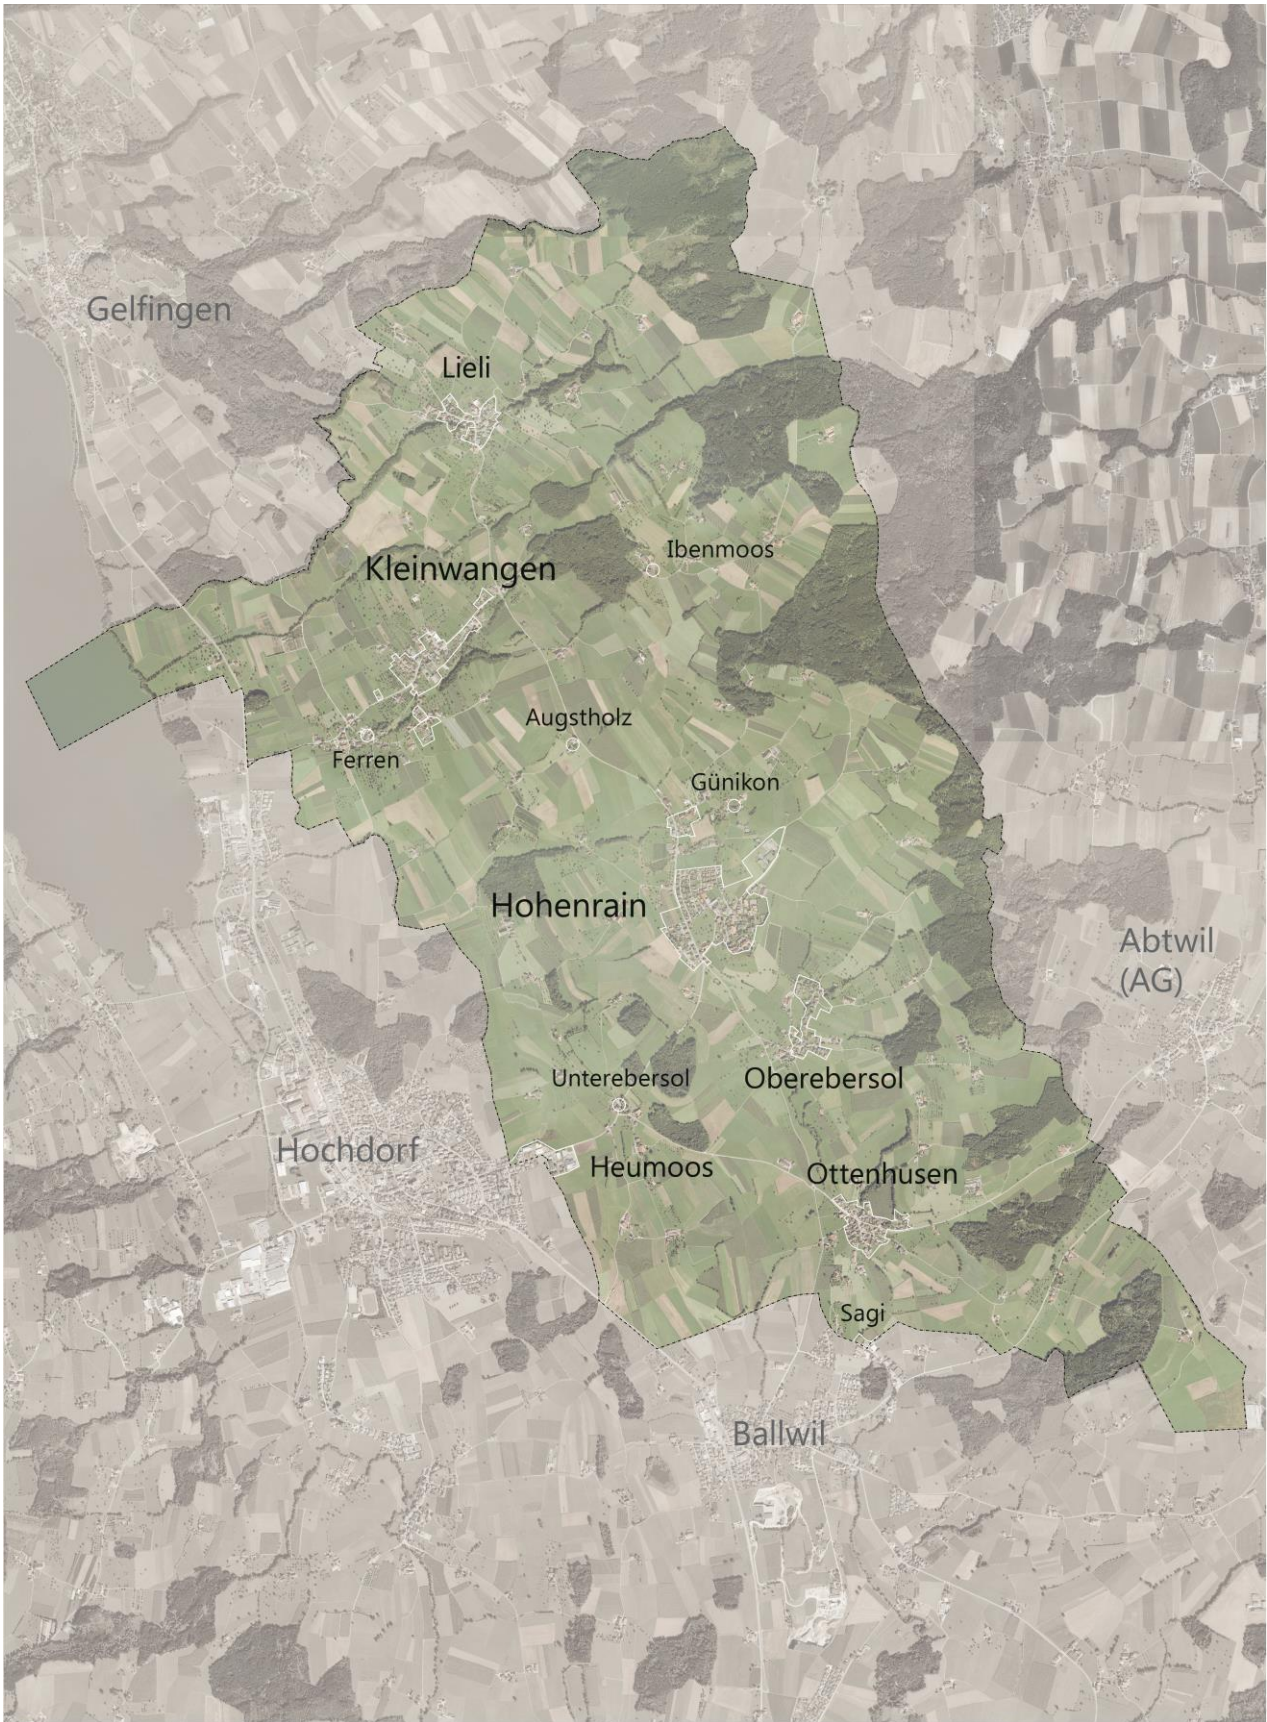 Gelfingen
Lieli
Ibenmoos
Kleinwangen
Augstholz
Ferren
Günikon
Hohenrain
Abtwil
(AG)
Unterebersol
Oberebersol
Hochdorf
Heumoos
Ottenhusen
Sagi
Ballwil